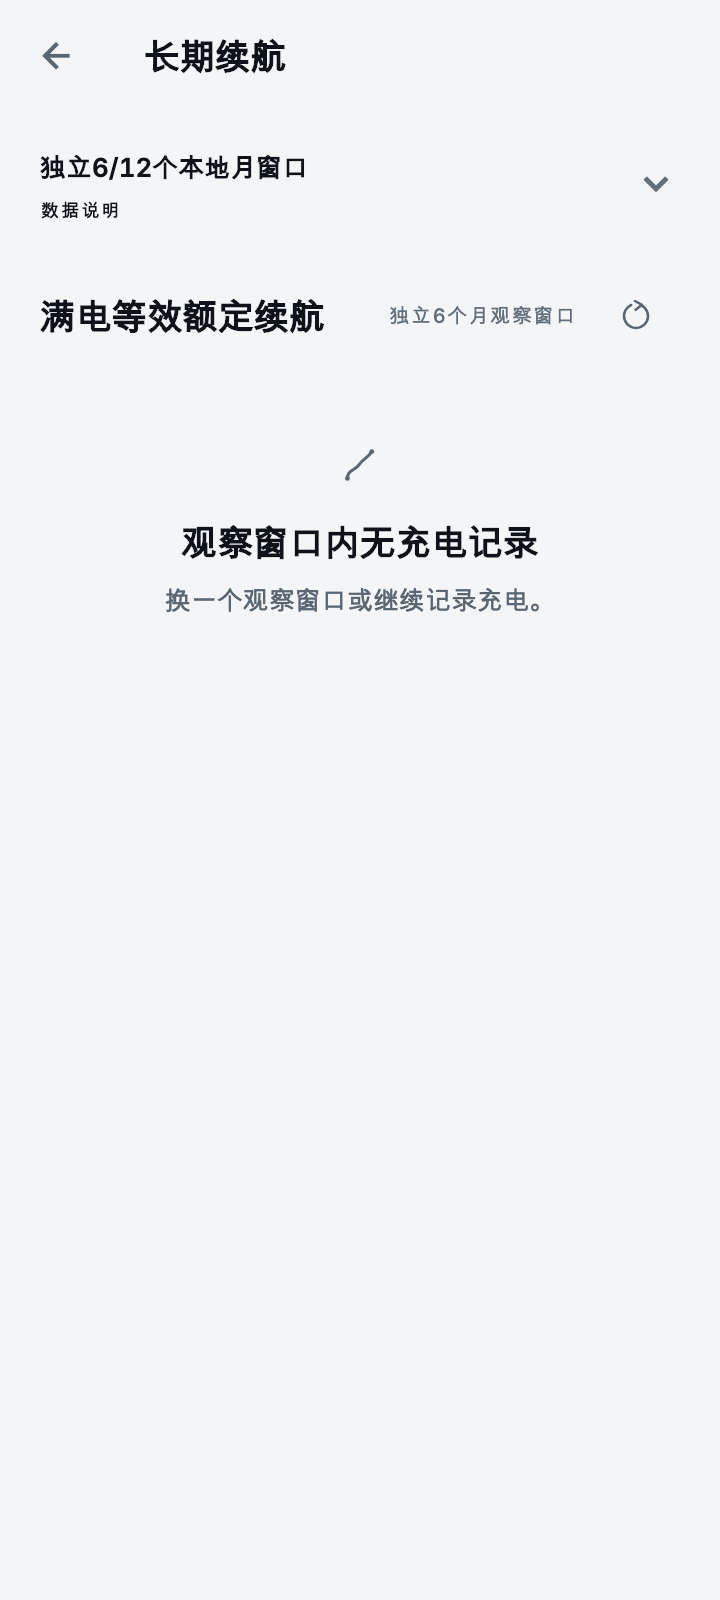 长期续航
独立6/12个本地月窗口
数据说明
满电等效额定续航
独立6个月观察窗口
观察窗口内无充电记录
换一个观察窗口或继续记录充电。